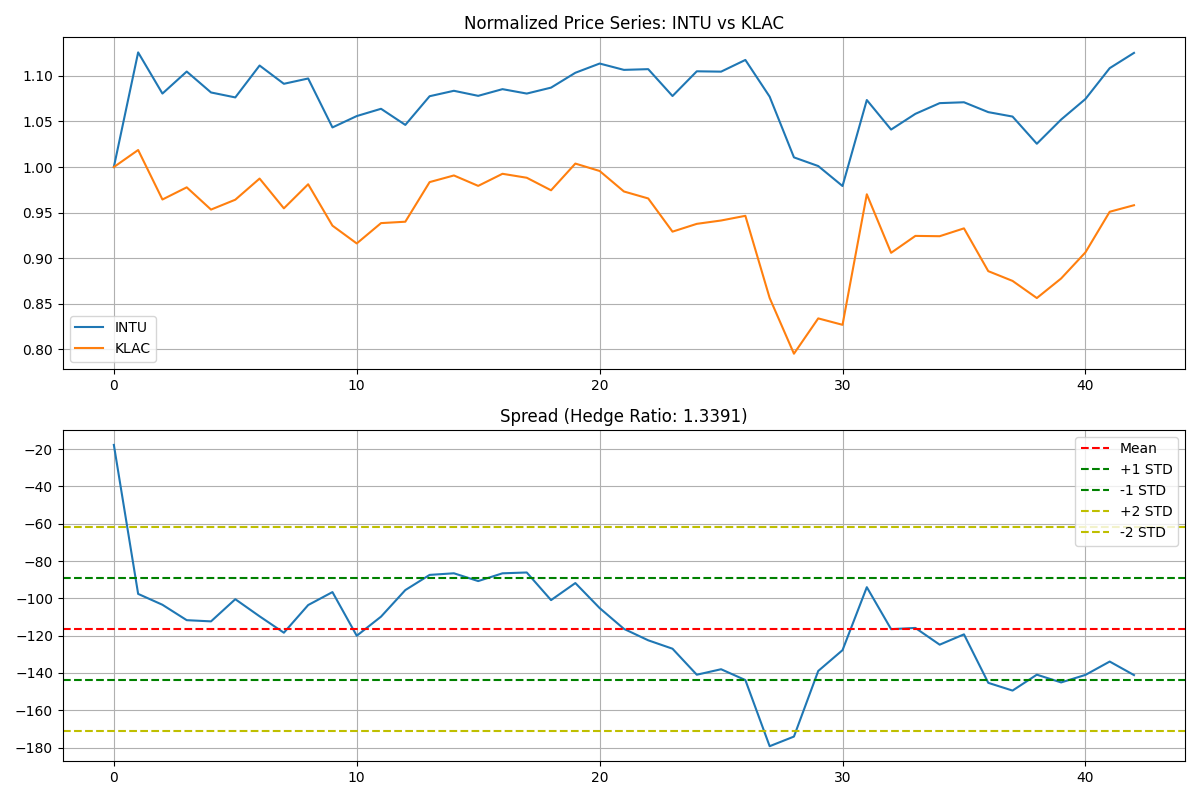 Normalized Price Series: INTU vs KLAC
1.10
1.05
1.00
0.95
0.90
0.85
0.80
INTU
KLAC
0
10
20
30
40
Spread (Hedge Ratio: 1.3391)
−20
−40
−60
−80
−100
−120
−140
−160
−180
Mean
+1 STD
-1 STD
+2 STD
-2 STD
0
10
20
30
40